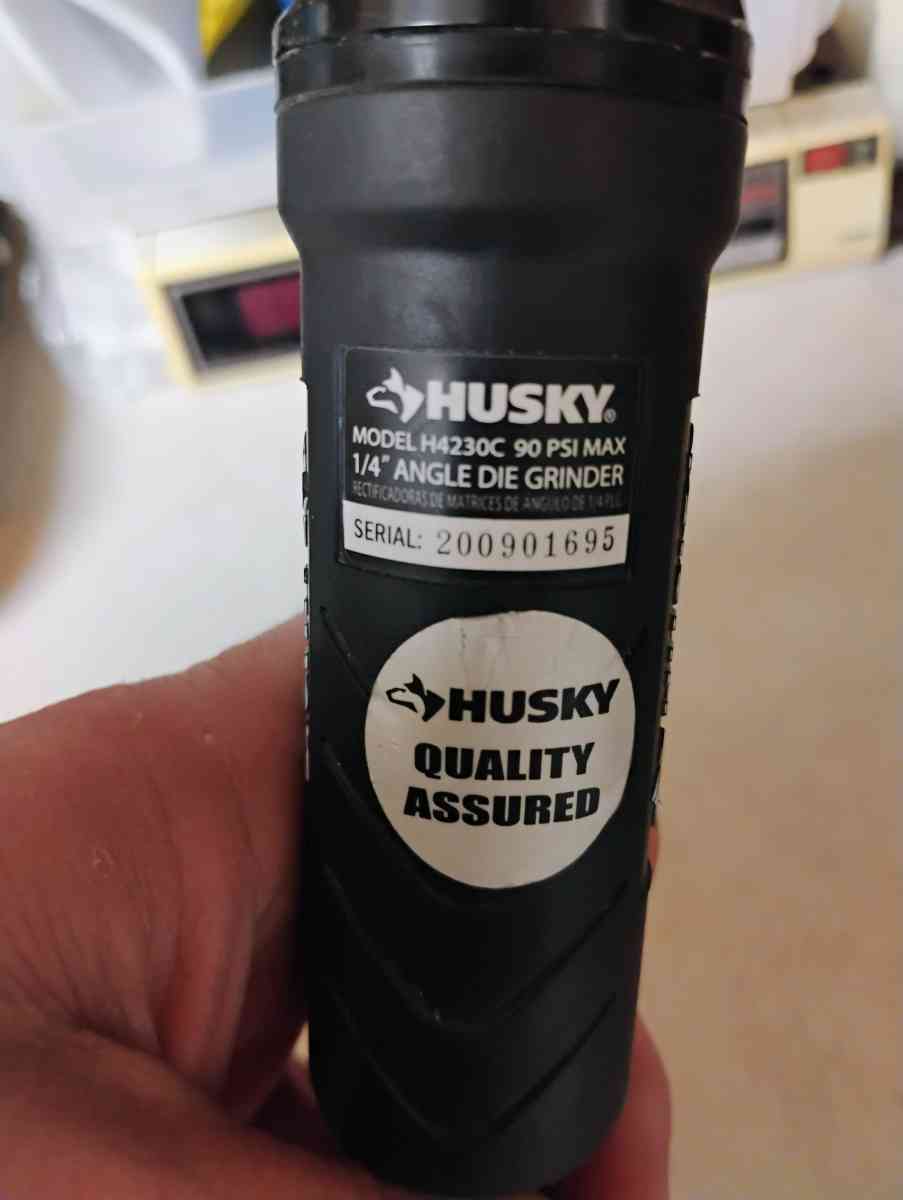 HUSKY®
MODEL H4230C 90 PSI MAX
1/4" ANGLE DIE GRINDER
RECTIFICADORAS DE MATRICES DE ANGULO DE 1/4 PLG
SERIAL: 200901695
HUSKY
QUALITY
ASSURED